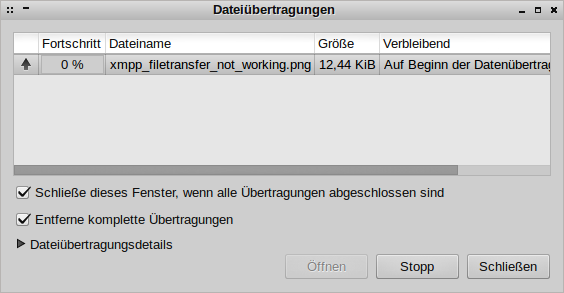 Dateiübertragungen
Fortschritt Dateiname Größe Verbleibend
0 % xmpp_filetransfer_not_working.png 12,44 KiB Auf Beginn der Datenübertrag
Schließe dieses Fenster, wenn alle Übertragungen abgeschlossen sind
Entferne komplette Übertragungen
Dateiübertragungsdetails
Öffnen Stopp Schließen